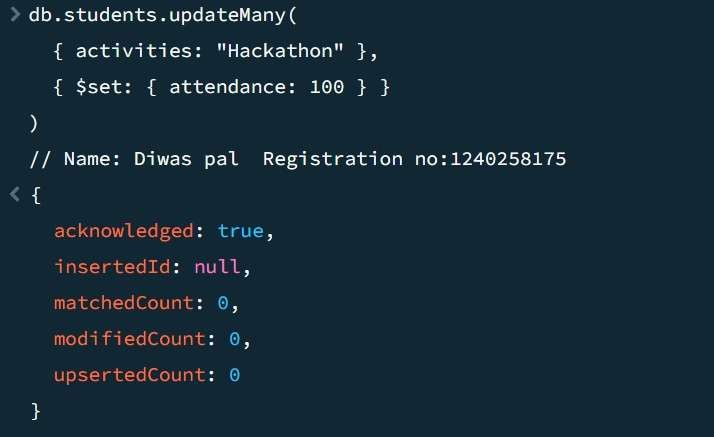 > db.students.updateMany(
{ activities: "Hackathon" },
{ $set: { attendance: 100 } }
)
// Name: Diwas pal  Registration no:1240258175
< {
acknowledged: true,
insertedId: null,
matchedCount: 0,
modifiedCount: 0,
upsertedCount: 0
}